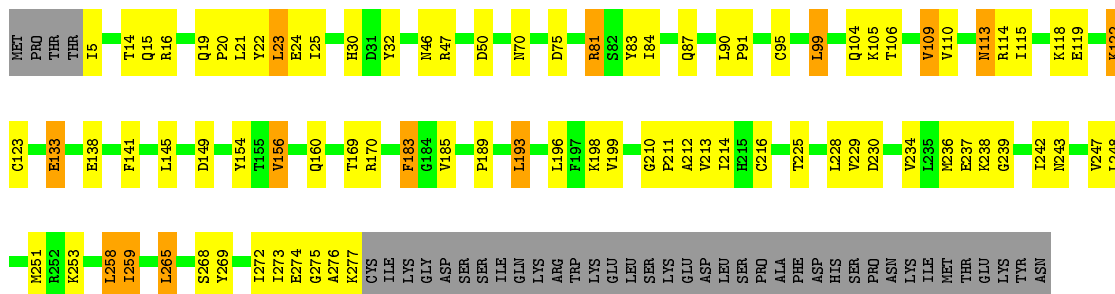 MET PRO THR THR I5 T14 Q15 R16 Q19 P20 L21 Y22 L23 E24 I25 H30 D31 Y32 N46 R47 D50 N70 D75 R81 S82 Y83 I84 Q87 L90 P91 C95 L99 Q104 K105 T106 V109 V110 N113 R114 I115 K118 E119 K122
C123 E133 E138 F141 L145 D149 Y154 T155 V156 Q160 T169 R170 F183 G184 V185 P189 L193 L196 F197 K198 V199 G210 P211 A212 V213 I214 H215 C216 T225 L228 V229 D230 V234 L235 M236 E237 K238 G239 I242 N243 V247 L248
M251 R252 K253 L258 I259 L265 S268 Y269 I272 I273 E274 G275 A276 K277 CYS ILE LYS GLY ASP SER SER ILE GLN LYS ARG TRP LYS GLU LEU SER LYS GLU ASP LEU SER PRO ALA PHE ASP HIS SER PRO ASN LYS ILE MET THR GLU LYS TYR ASN